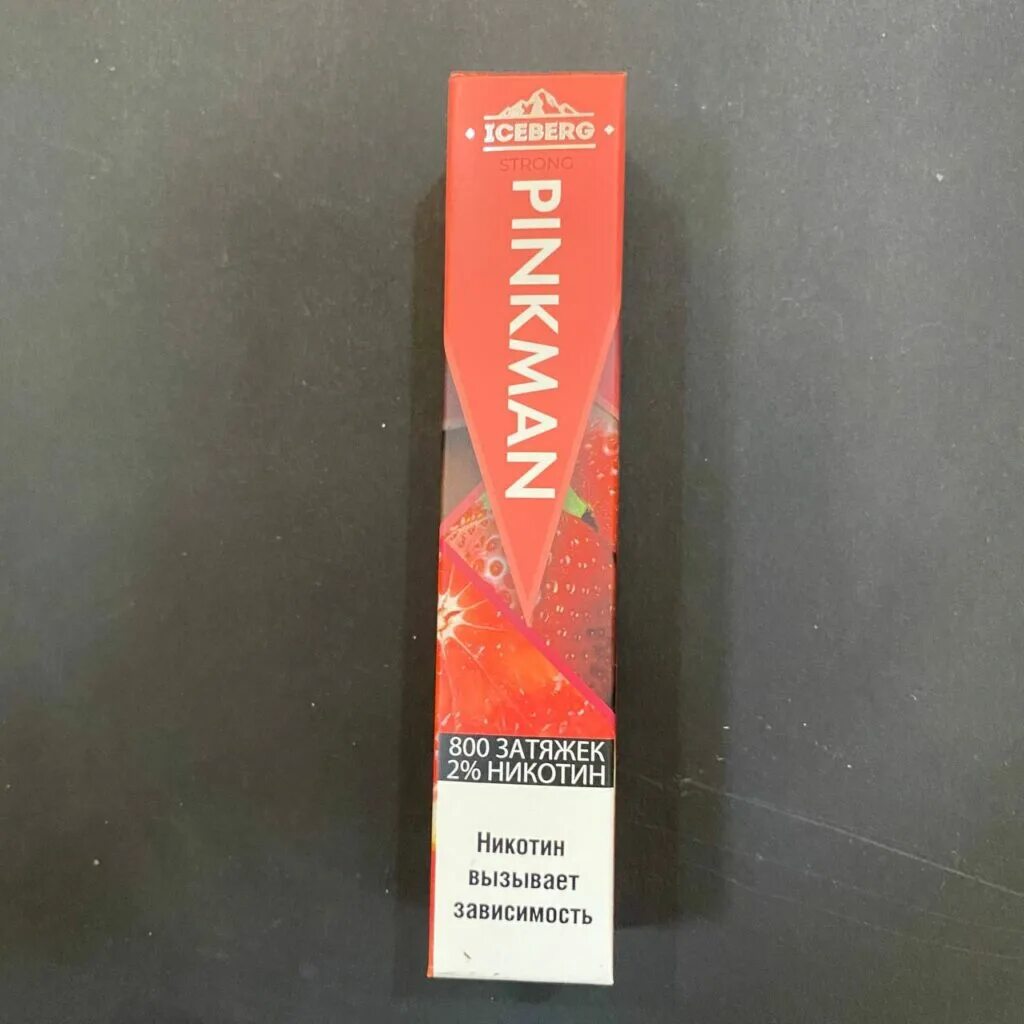 ICEBERG
STRONG
PINKMAN
800 ЗАТЯЖЕК
2% НИКОТИН
Никотин
вызывает
зависимость